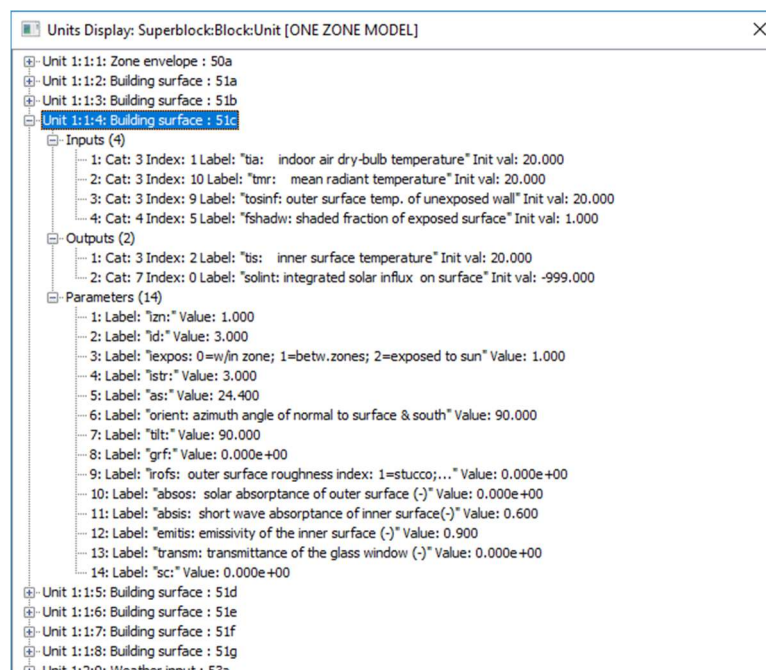 Units Display: Superblock:Block:Unit [ONE ZONE MODEL]
Unit 1:1:1: Zone envelope : 50a
Unit 1:1:2: Building surface : 51a
Unit 1:1:3: Building surface : 51b
Unit 1:1:4: Building surface : 51c
Inputs (4)
1: Cat: 3 Index: 1 Label: "tia: indoor air dry-bulb temperature" Init val: 20.000
2: Cat: 3 Index: 10 Label: "tmr: mean radiant temperature" Init val: 20.000
3: Cat: 3 Index: 9 Label: "tosinf: outer surface temp. of unexposed wall" Init val: 20.000
4: Cat: 4 Index: 5 Label: "fshadw: shaded fraction of exposed surface" Init val: 1.000
Outputs (2)
1: Cat: 3 Index: 2 Label: "tis: inner surface temperature" Init val: 20.000
2: Cat: 7 Index: 0 Label: "solint: integrated solar influx on surface" Init val: -999.000
Parameters (14)
1: Label: "izn:" Value: 1.000
2: Label: "id:" Value: 3.000
3: Label: "iexpos: 0=w/in zone; 1=betw.zones; 2=exposed to sun" Value: 1.000
4: Label: "istr:" Value: 3.000
5: Label: "as:" Value: 24.400
6: Label: "orient: azimuth angle of normal to surface & south" Value: 90.000
7: Label: "tilt:" Value: 90.000
8: Label: "grf:" Value: 0.000e+00
9: Label: "irofs: outer surface roughness index: 1=stucco;..." Value: 0.000e+00
10: Label: "absos: solar absorptance of outer surface (-)" Value: 0.000e+00
11: Label: "absis: short wave absorptance of inner surface(-)" Value: 0.600
12: Label: "emitis: emissivity of the inner surface (-)" Value: 0.900
13: Label: "transm: transmittance of the glass window (-)" Value: 0.000e+00
14: Label: "sc:" Value: 0.000e+00
Unit 1:1:5: Building surface : 51d
Unit 1:1:6: Building surface : 51e
Unit 1:1:7: Building surface : 51f
Unit 1:1:8: Building surface : 51g
Unit 1:2:9: Weather input : 53a